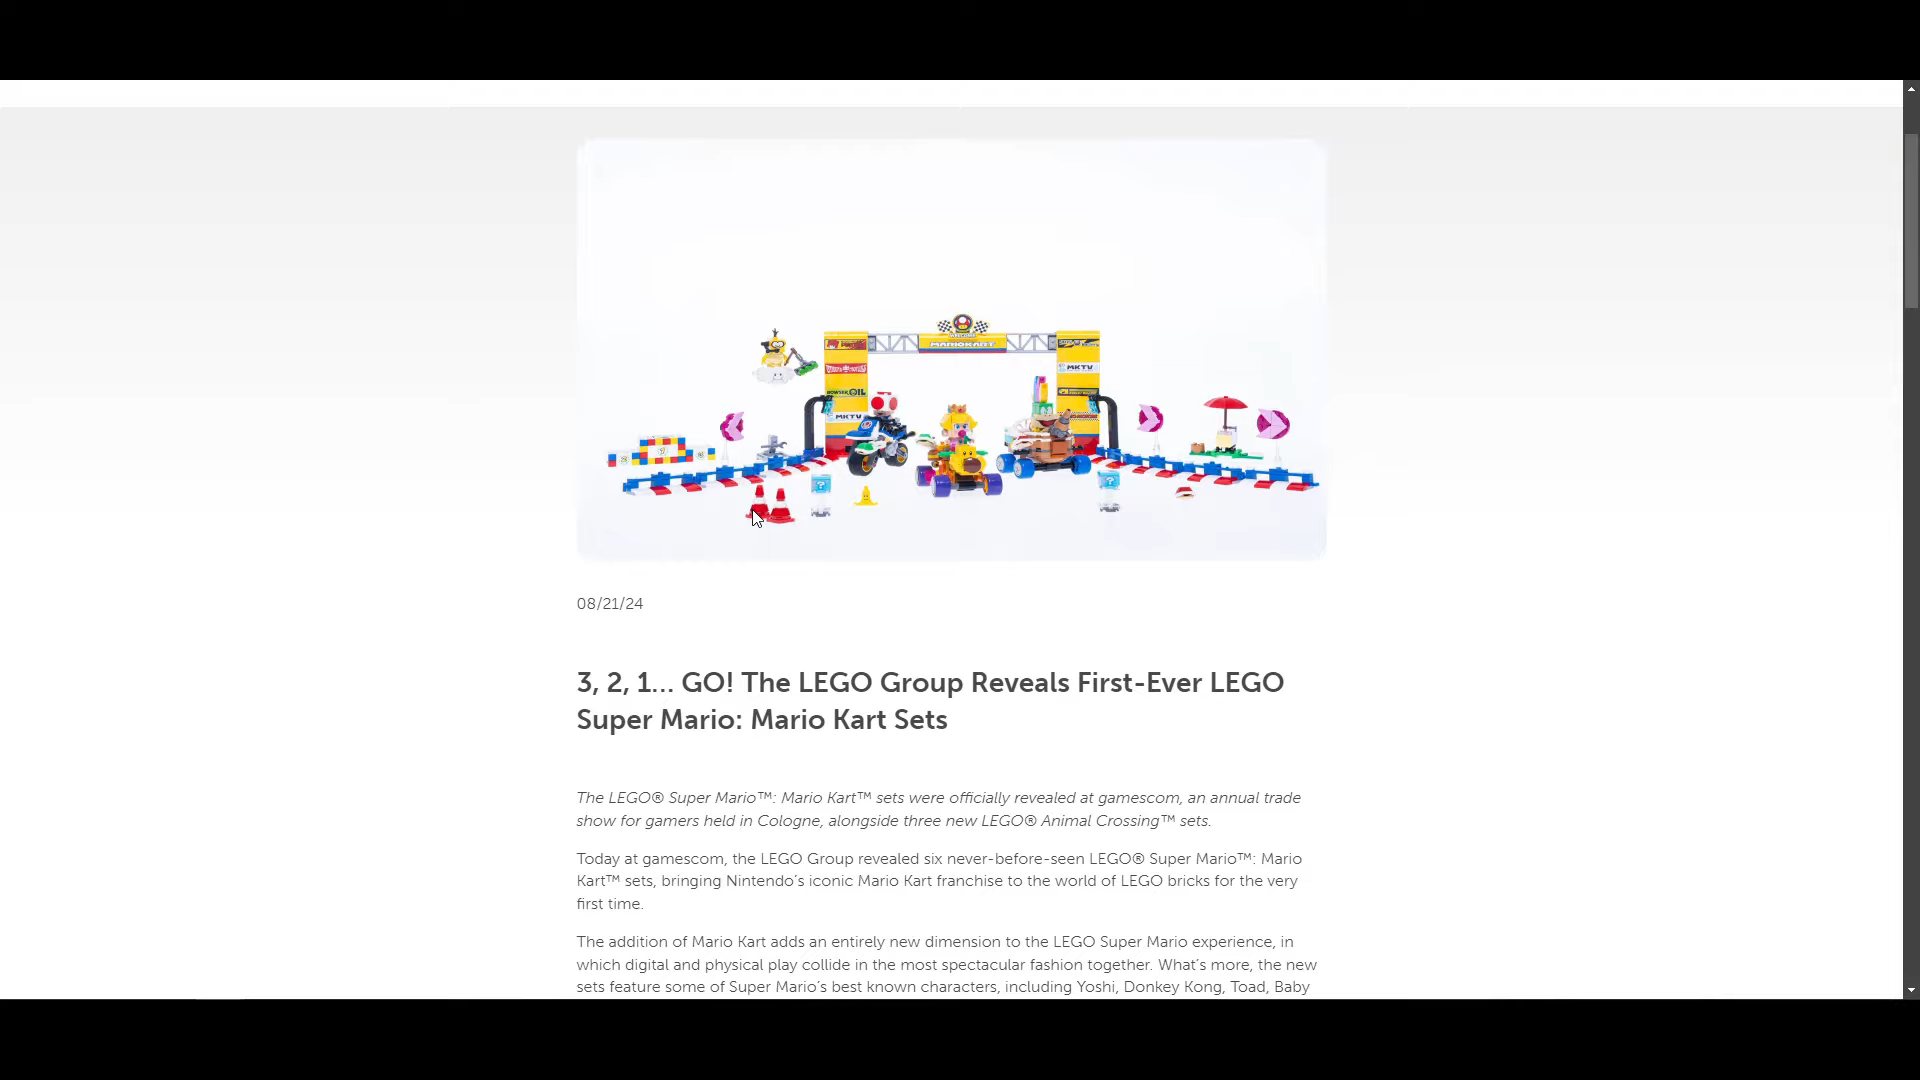 MARIOKART
MKTV
BOWSER OIL
MKTV
08/21/24
3, 2, 1… GO! The LEGO Group Reveals First-Ever LEGO
Super Mario: Mario Kart Sets
The LEGO® Super Mario™: Mario Kart™ sets were officially revealed at gamescom, an annual trade
show for gamers held in Cologne, alongside three new LEGO® Animal Crossing™ sets.
Today at gamescom, the LEGO Group revealed six never-before-seen LEGO® Super Mario™: Mario
Kart™ sets, bringing Nintendo’s iconic Mario Kart franchise to the world of LEGO bricks for the very
first time.
The addition of Mario Kart adds an entirely new dimension to the LEGO Super Mario experience, in
which digital and physical play collide in the most spectacular fashion together. What’s more, the new
sets feature some of Super Mario’s best known characters, including Yoshi, Donkey Kong, Toad, Baby